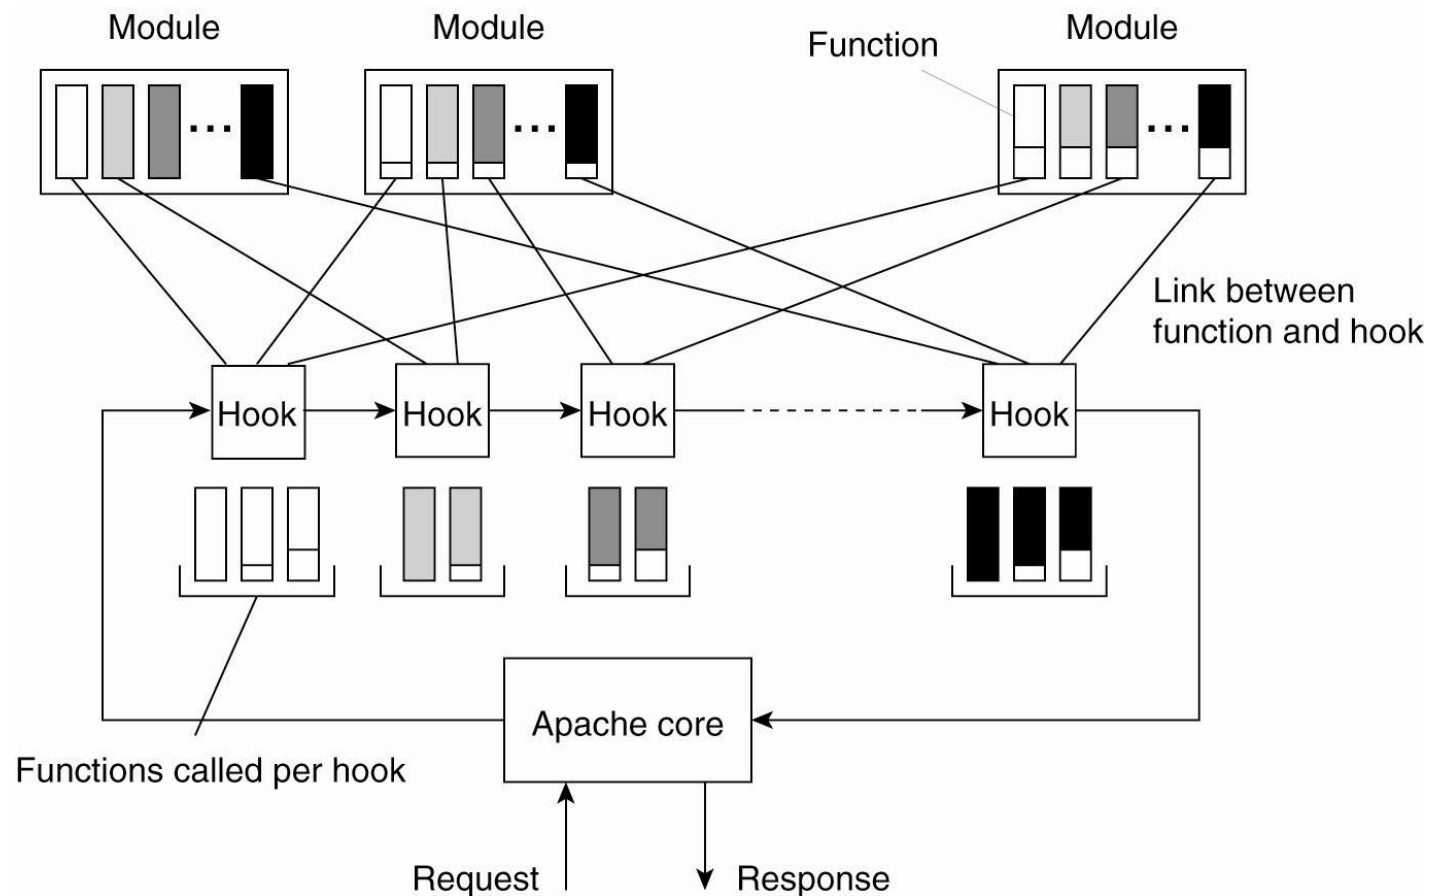 Module
Module
Function
Module
...
...
...
Link between
function and hook
Hook
Hook
Hook
Hook
Apache core
Functions called per hook
Request
Response